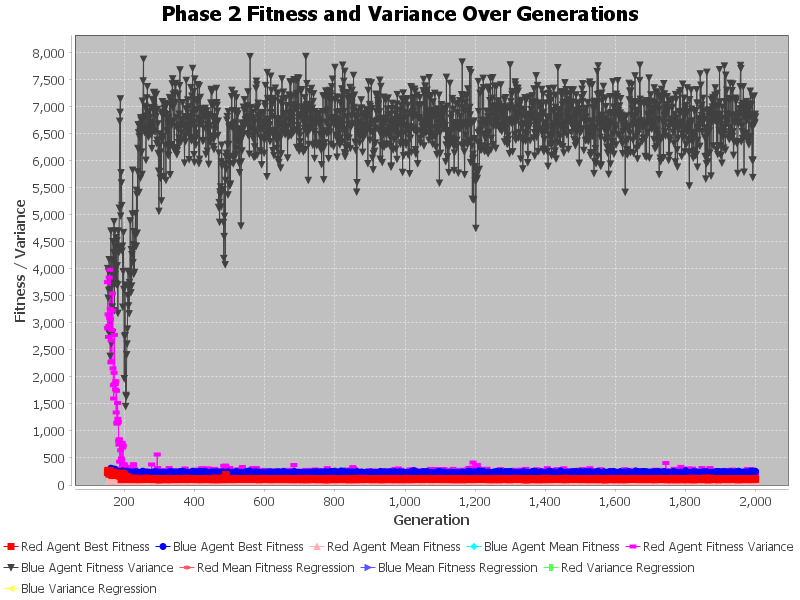 Phase 2 Fitness and Variance Over Generations
8,000
7,500
7,000
6,500
6,000
5,500
5,000
4,500
4,000
3,500
3,000
2,500
2,000
1,500
1,000
500
0
Fitness / Variance
200 400 600 800 1,000 1,200 1,400 1,600 1,800 2,000
Generation
Red Agent Best Fitness Blue Agent Best Fitness Red Agent Mean Fitness Blue Agent Mean Fitness Red Agent Fitness Variance
Blue Agent Fitness Variance Red Mean Fitness Regression Blue Mean Fitness Regression Red Variance Regression
Blue Variance Regression